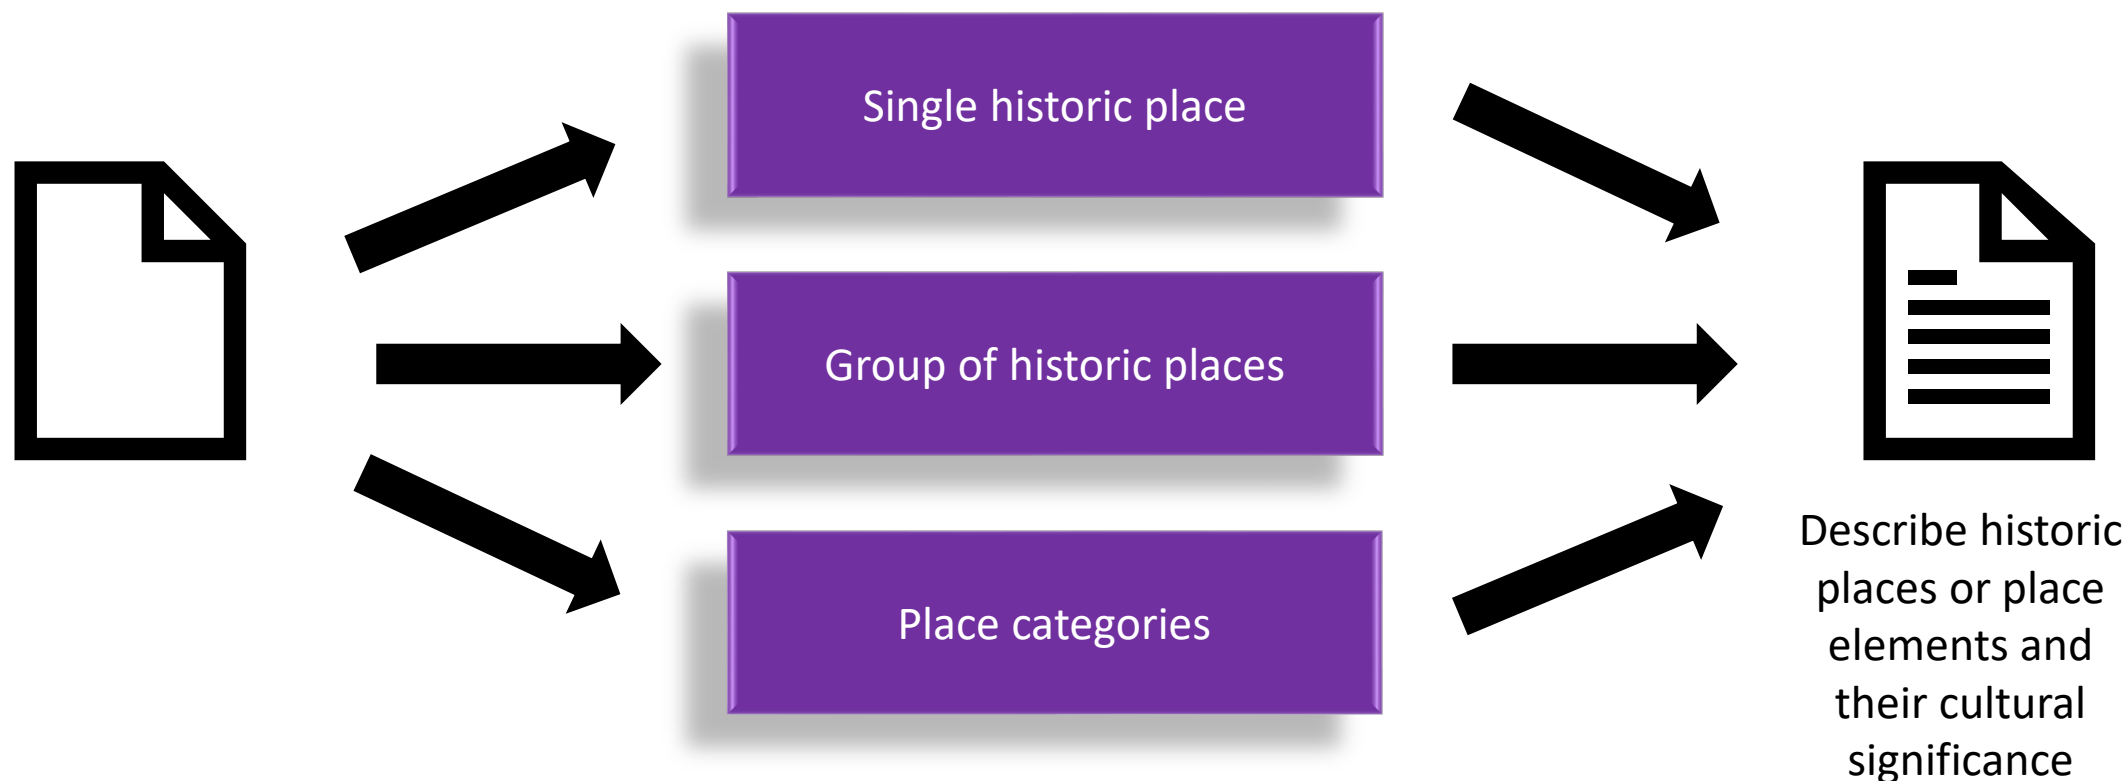 Single historic place
Group of historic places
Place categories
Describe historic
places or place
elements and
their cultural
significance